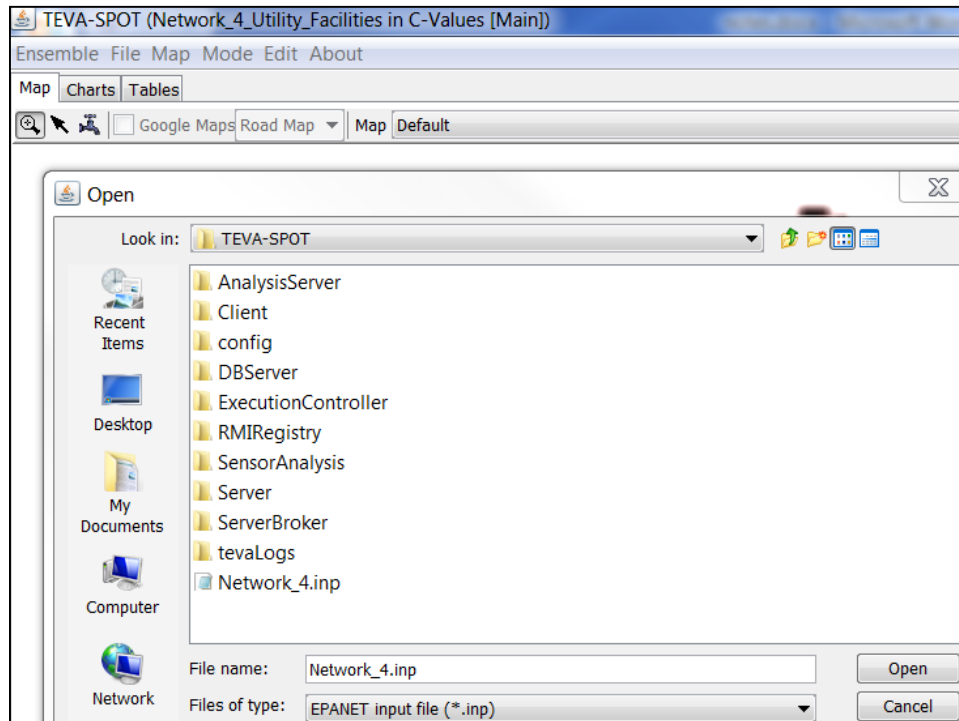 TEVA-SPOT (Network_4_Utility_Facilities in C-Values [Main])
Ensemble File Map Mode Edit About
Map Charts Tables
Google Maps Road Map Map Default
Open
Look in: TEVA-SPOT
Recent Items
Desktop
My Documents
Computer
Network
AnalysisServer
Client
config
DBServer
ExecutionController
RMIRegistry
SensorAnalysis
Server
ServerBroker
tevaLogs
Network_4.inp
File name: Network_4.inp Open
Files of type: EPANET input file (*.inp) Cancel